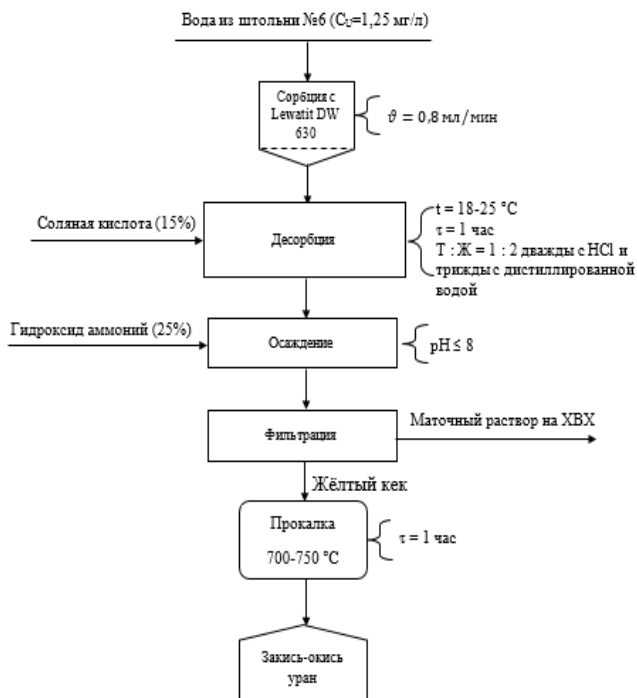 Вода из штольни №6 (Cᵤ=1,25 мг/л)
Сорбция с
Lewatit DW
630
𝜗 = 0,8 мл/мин
Соляная кислота (15%)
Десорбция
t = 18-25 °C
τ = 1 час
Т : Ж = 1 : 2 дважды с HCl и
трижды с дистиллированной
водой
Гидроксид аммоний (25%)
Осаждение
pH ≤ 8
Фильтрация
Маточный раствор на ХВХ
Жёлтый кек
Прокалка
700-750 °C
τ = 1 час
Закись-окись
уран